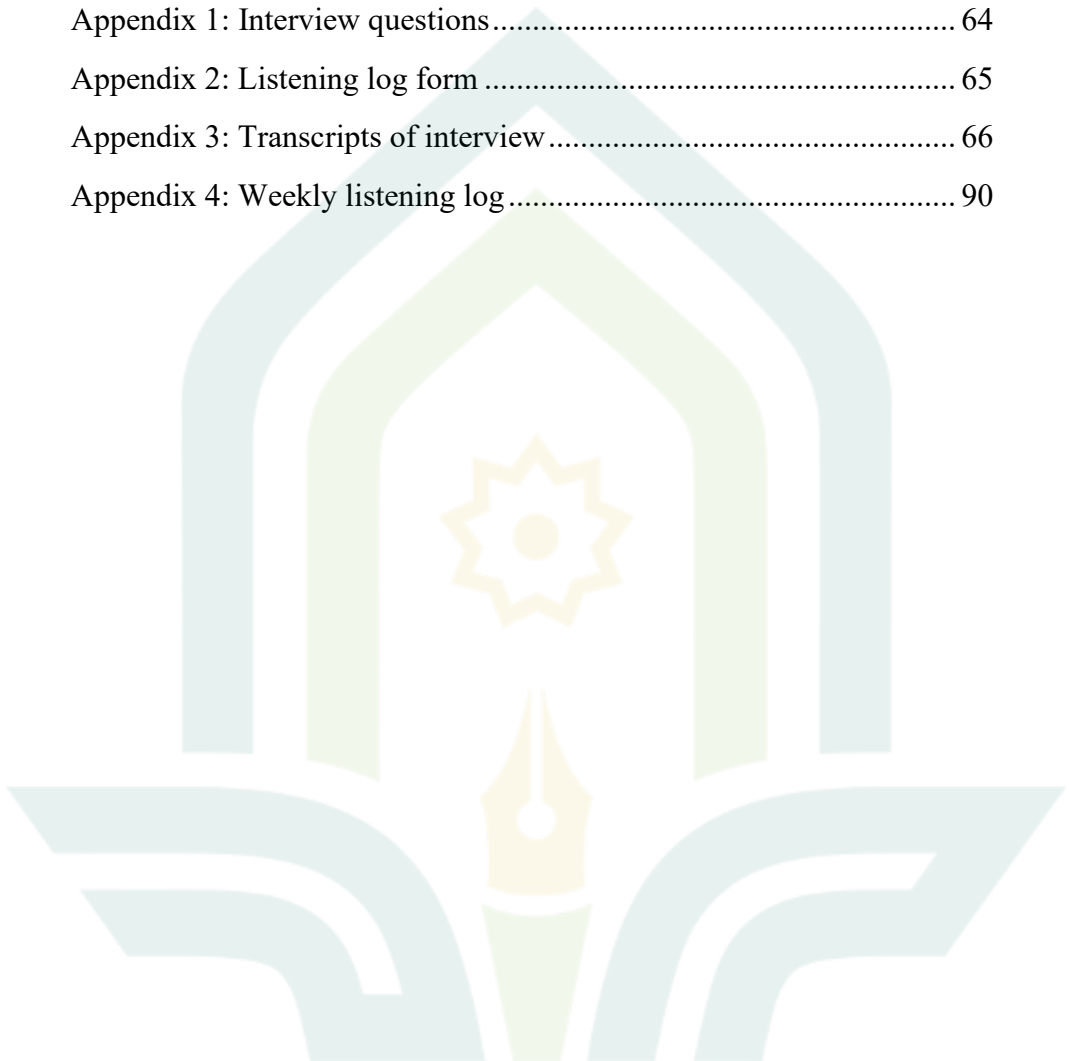 Appendix 1: Interview questions.......................................................... 64
Appendix 2: Listening log form ........................................................... 65
Appendix 3: Transcripts of interview................................................... 66
Appendix 4: Weekly listening log........................................................ 90